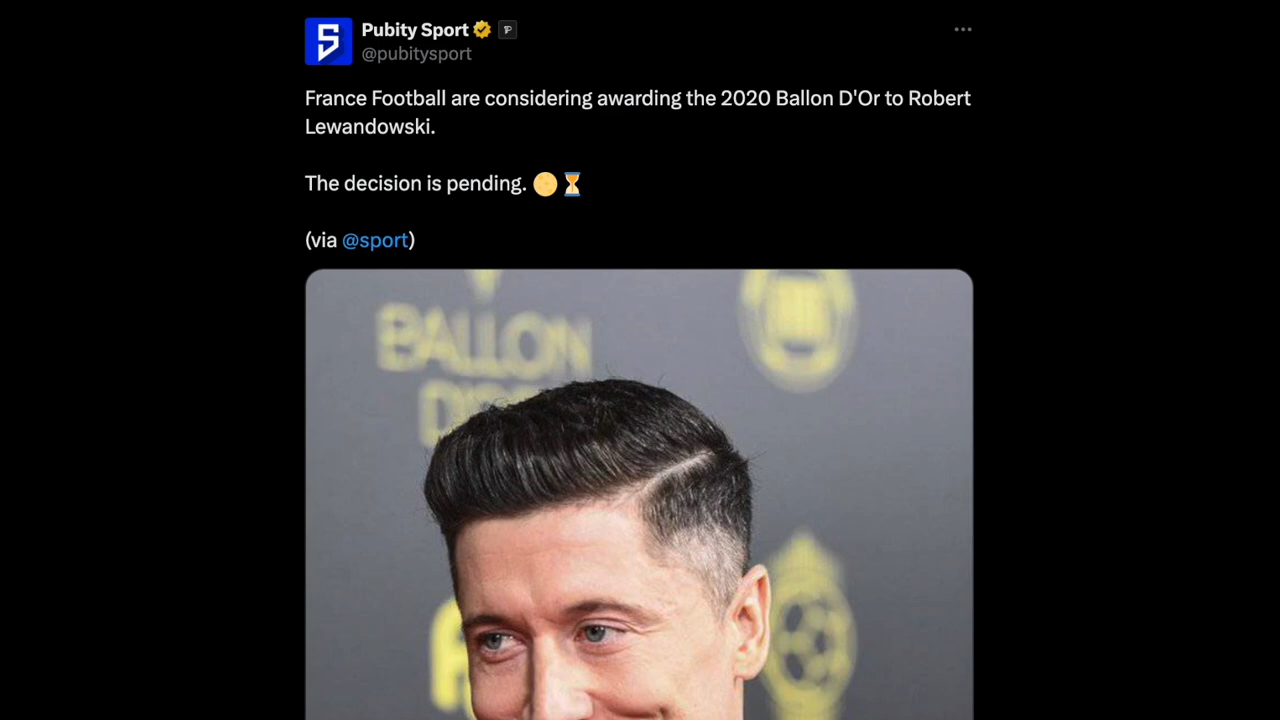 Pubity Sport
@pubitysport
France Football are considering awarding the 2020 Ballon D'Or to Robert
Lewandowski.
The decision is pending. 🌕⏳
(via @sport)
BALLON